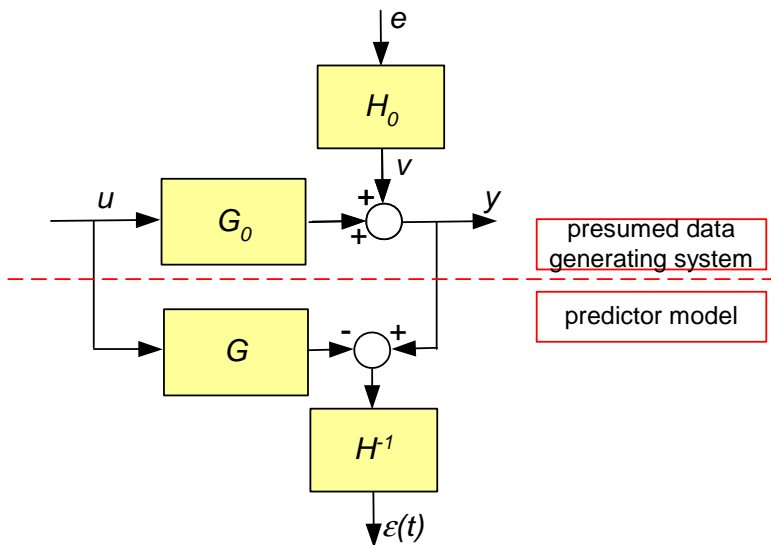 e
H₀
v
u
+
y
G₀
+
presumed data
generating system
predictor model
-
+
G
H⁻¹
ε(t)